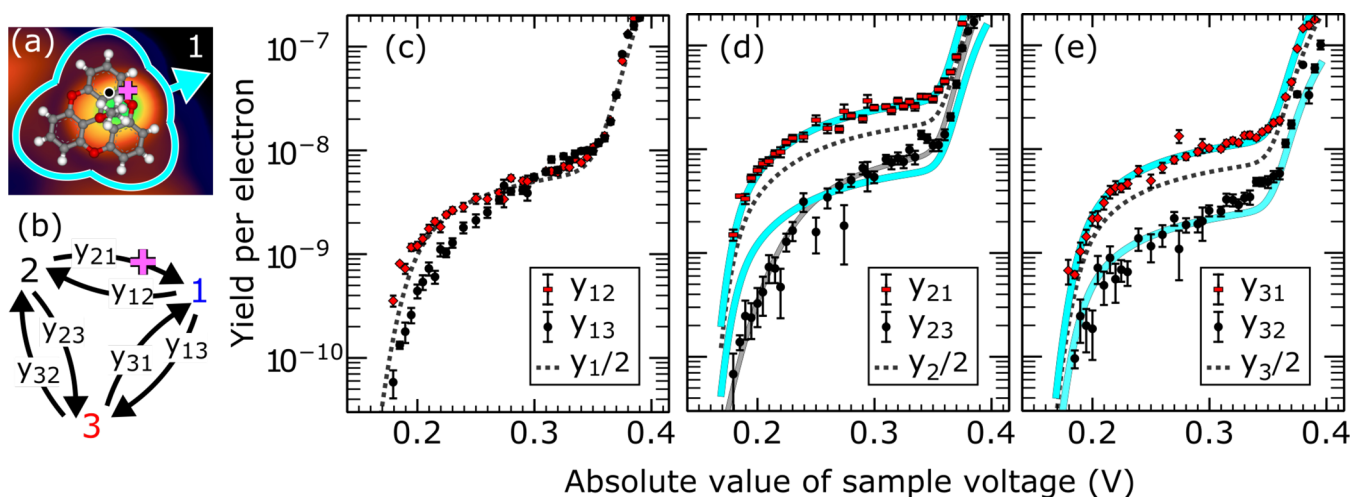 (a)
1
(b)
y21
2
y12
1
y23
y13
y32
y31
3
Yield per electron
10⁻⁷
10⁻⁸
10⁻⁹
10⁻¹⁰
(c)
y12
y13
y1/2
0.2 0.3 0.4
(d)
y21
y23
y2/2
0.2 0.3 0.4
(e)
y31
y32
y3/2
0.2 0.3 0.4
Absolute value of sample voltage (V)